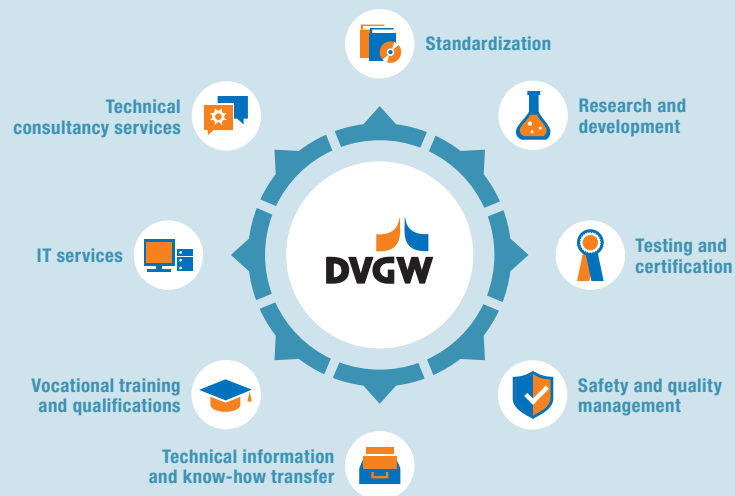 Standardization
Research and
development
Testing and
certification
Safety and quality
management
Technical information
and know-how transfer
Vocational training
and qualifications
IT services
Technical
consultancy services
DVGW